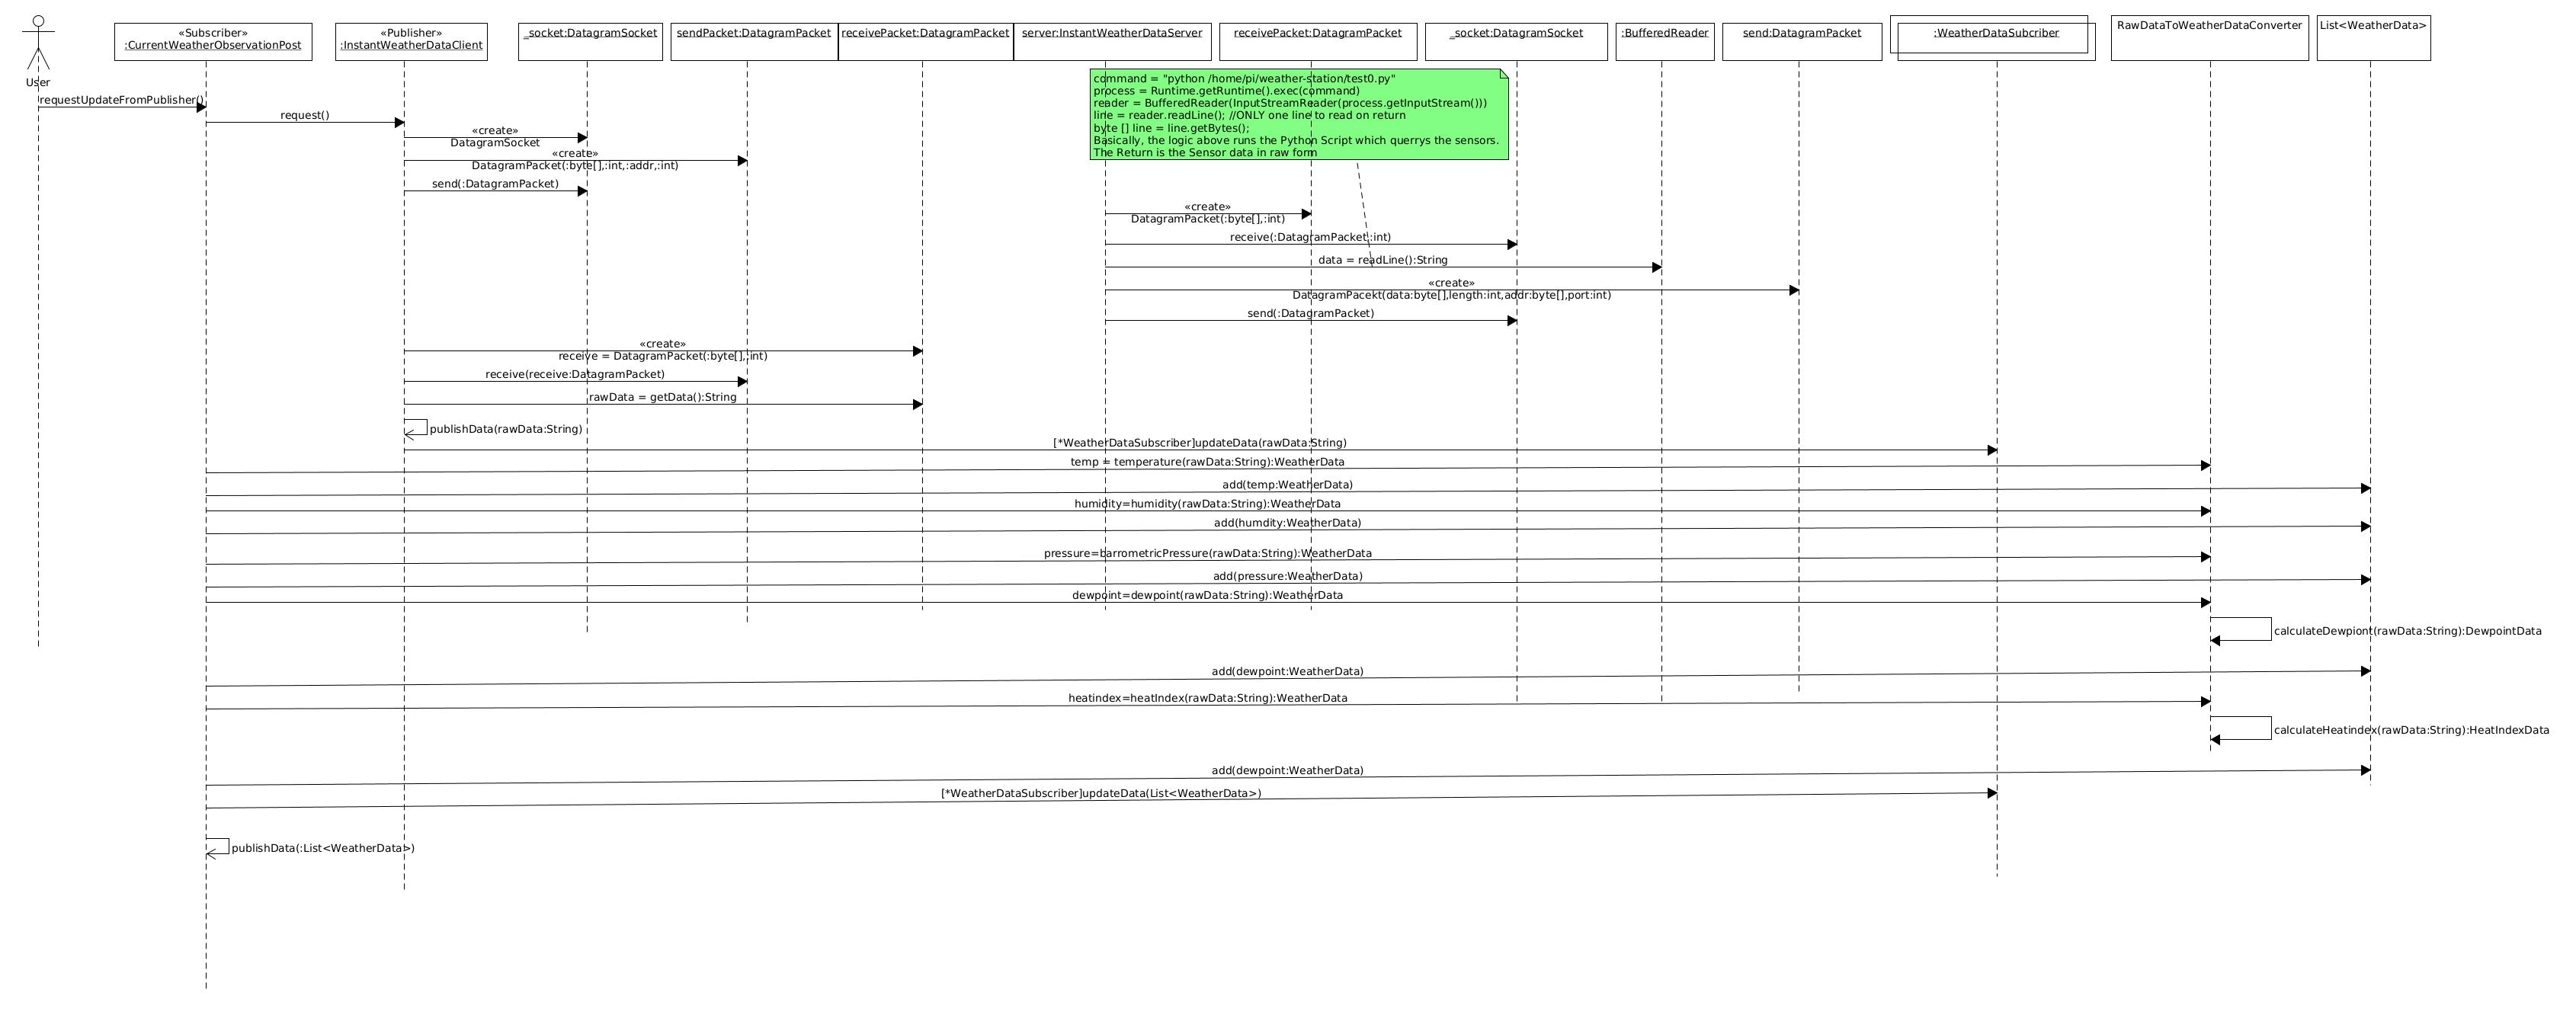 «Subscriber»
:CurrentWeatherObservationPost
«Publisher»
:InstantWeatherDataClient
_socket:DatagramSocket
sendPacket:DatagramPacket
receivePacket:DatagramPacket
server:InstantWeatherDataServer
receivePacket:DatagramPacket
_socket:DatagramSocket
:BufferedReader
send:DatagramPacket
:WeatherDataSubcriber
RawDataToWeatherDataConverter
List<WeatherData>
User
command = "python /home/pi/weather-station/test0.py"
process = Runtime.getRuntime().exec(command)
reader = BufferedReader(InputStreamReader(process.getInputStream()))
line = reader.readLine(); //ONLY one line to read on return
byte [] line = line.getBytes();
Basically, the logic above runs the Python Script which querrys the sensors.
The Return is the Sensor data in raw form
requestUpdateFromPublisher()
request()
«create»
DatagramSocket
«create»
DatagramPacket(:byte[],:int,:addr,:int)
send(:DatagramPacket)
«create»
DatagramPacket(:byte[],:int)
receive(:DatagramPacket,:int)
data = readLine():String
«create»
DatagramPacekt(data:byte[],length:int,addr:byte[],port:int)
send(:DatagramPacket)
«create»
receive = DatagramPacket(:byte[],:int)
receive(receive:DatagramPacket)
rawData = getData():String
publishData(rawData:String)
[*WeatherDataSubscriber]updateData(rawData:String)
temp = temperature(rawData:String):WeatherData
add(temp:WeatherData)
humidity=humidity(rawData:String):WeatherData
add(humdity:WeatherData)
pressure=barrometricPressure(rawData:String):WeatherData
add(pressure:WeatherData)
dewpoint=dewpoint(rawData:String):WeatherData
calculateDewpiont(rawData:String):DewpointData
add(dewpoint:WeatherData)
heatindex=heatIndex(rawData:String):WeatherData
calculateHeatindex(rawData:String):HeatIndexData
add(dewpoint:WeatherData)
[*WeatherDataSubscriber]updateData(List<WeatherData>)
publishData(:List<WeatherData>)